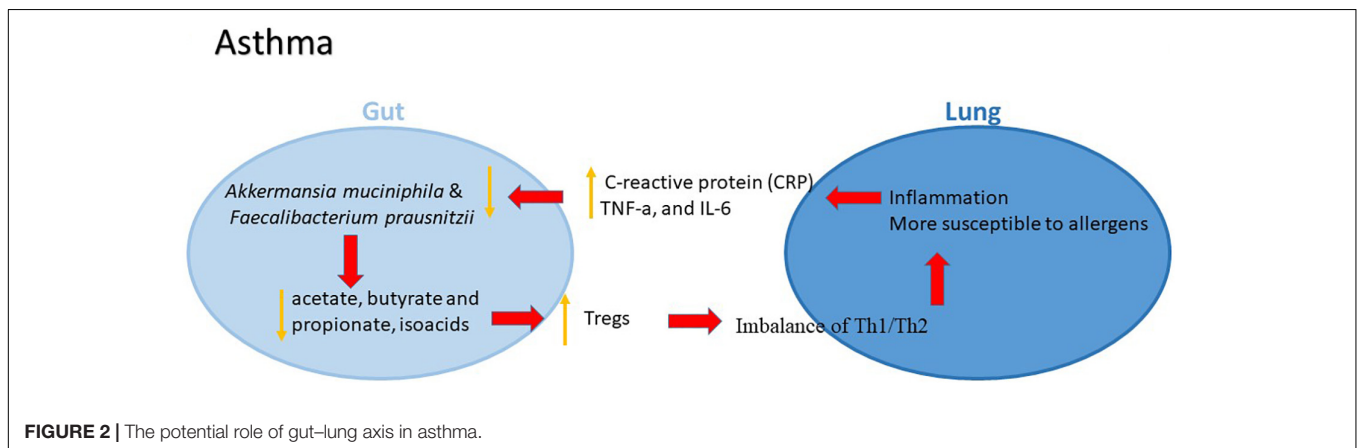 Asthma
Gut
Lung
Akkermansia muciniphila &
Faecalibacterium prausnitzii
C-reactive protein (CRP)
TNF-a, and IL-6
Inflammation
More susceptible to allergens
acetate, butyrate and
propionate, isoacids
Tregs
Imbalance of Th1/Th2
FIGURE 2 | The potential role of gut–lung axis in asthma.